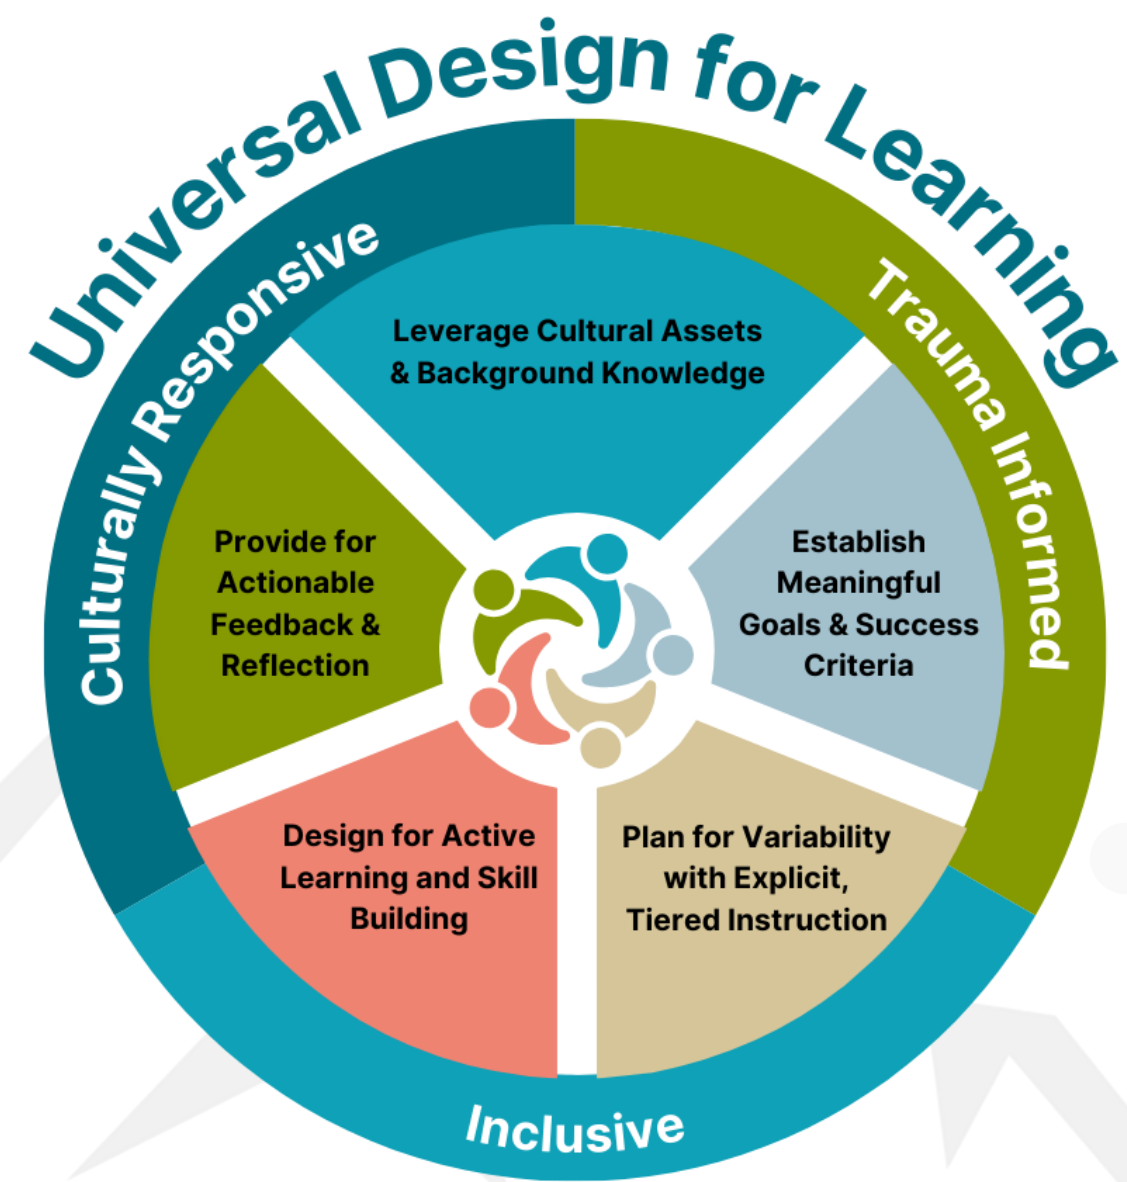 Universal Design for Learning
Culturally Responsive
Trauma Informed
Leverage Cultural Assets
& Background Knowledge
Provide for
Actionable
Feedback &
Reflection
Establish
Meaningful
Goals & Success
Criteria
Design for Active
Learning and Skill
Building
Plan for Variability
with Explicit,
Tiered Instruction
Inclusive